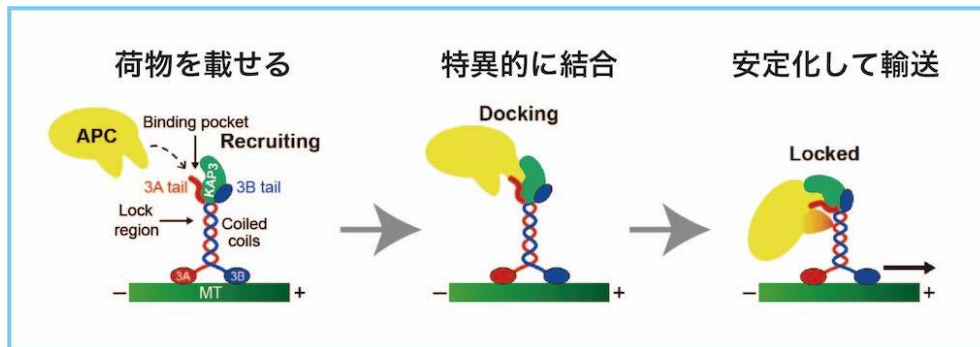 荷物を載せる
特異的に結合
安定化して輸送
APC
Binding pocket
Recruiting
KAP3
3A tail
3B tail
Lock
region
Coiled
coils
3A
3B
−
MT
+
Docking
−
+
Locked
−
+